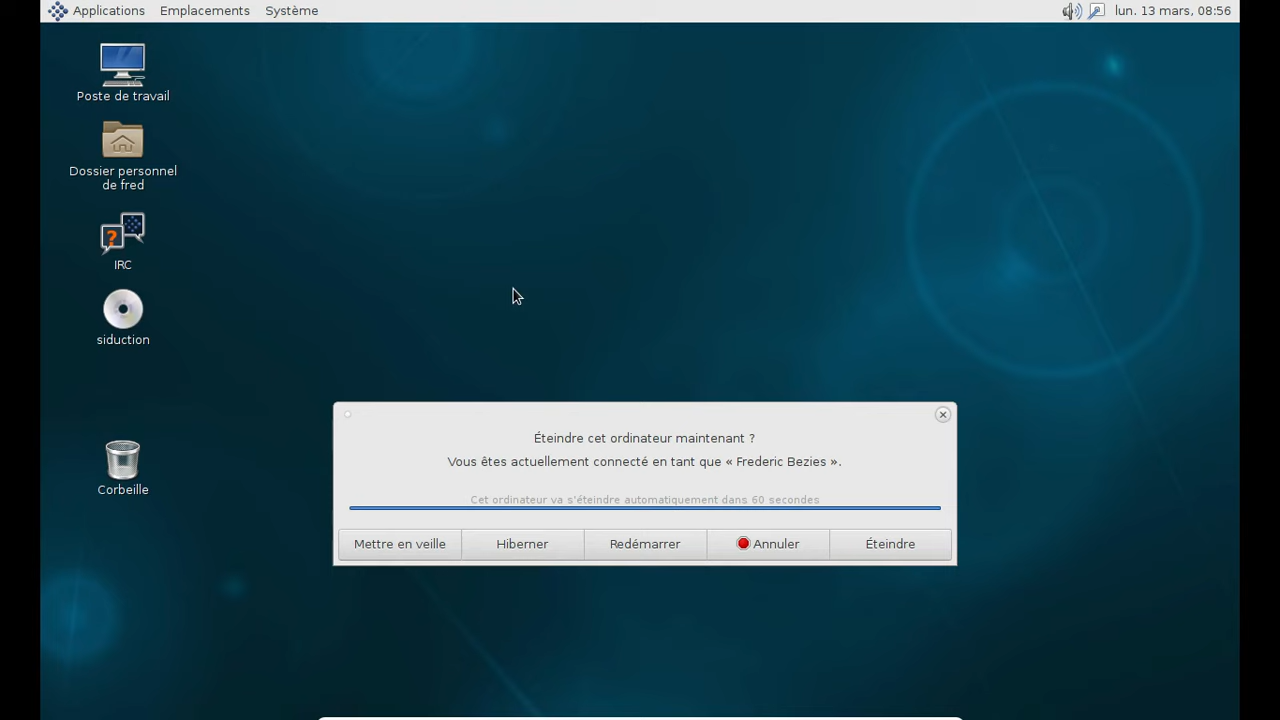 Applications Emplacements Système lun. 13 mars, 08:56
Poste de travail
Dossier personnel
de fred
IRC
siduction
Corbeille
Éteindre cet ordinateur maintenant ?
Vous êtes actuellement connecté en tant que « Frederic Bezies ».
Cet ordinateur va s'éteindre automatiquement dans 60 secondes
Mettre en veille Hiberner Redémarrer Annuler Éteindre